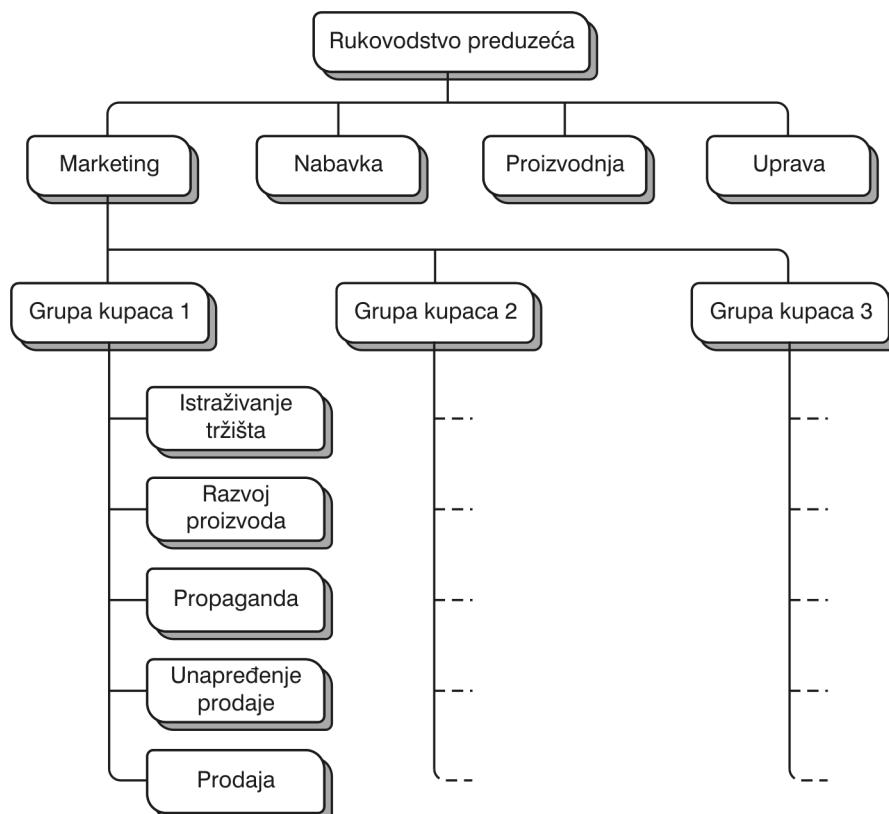 Rukovodstvo preduzeća
Marketing
Nabavka
Proizvodnja
Uprava
Grupa kupaca 1
Grupa kupaca 2
Grupa kupaca 3
Istraživanje
tržišta
Razvoj
proizvoda
Propaganda
Unapređenje
prodaje
Prodaja